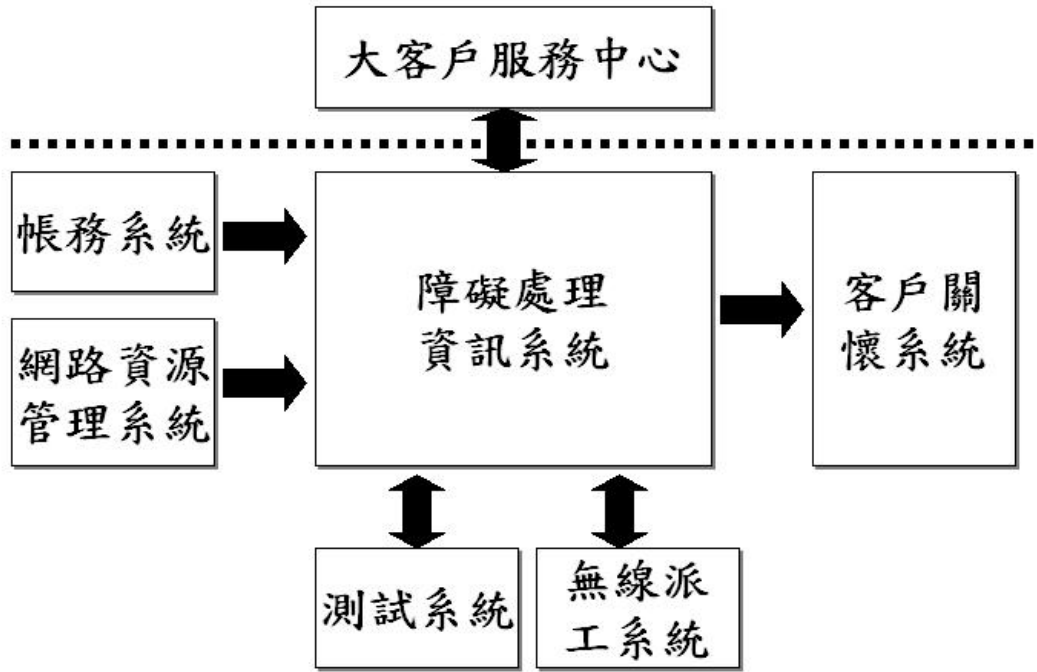 大客戶服務中心
帳務系統
網路資源
管理系統
障礙處理
資訊系統
客戶關
懷系統
測試系統
無線派
工系統